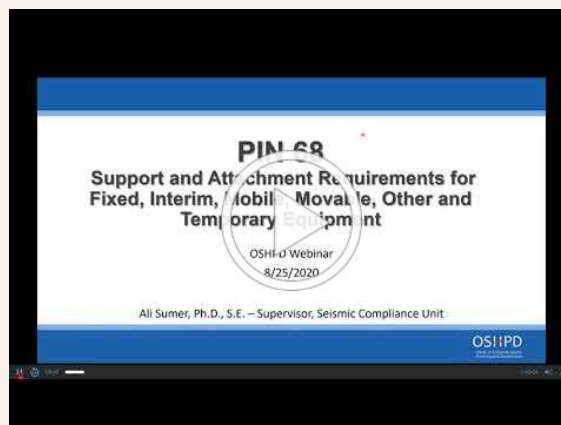 PIN 68
Support and Attachment Requirements for
Fixed, Interim, Mobile, Movable, Other and
Temporary Equipment
OSHPD Webinar
8/25/2020
Ali Sumer, Ph.D., S.E. – Supervisor, Seismic Compliance Unit
OSHPD